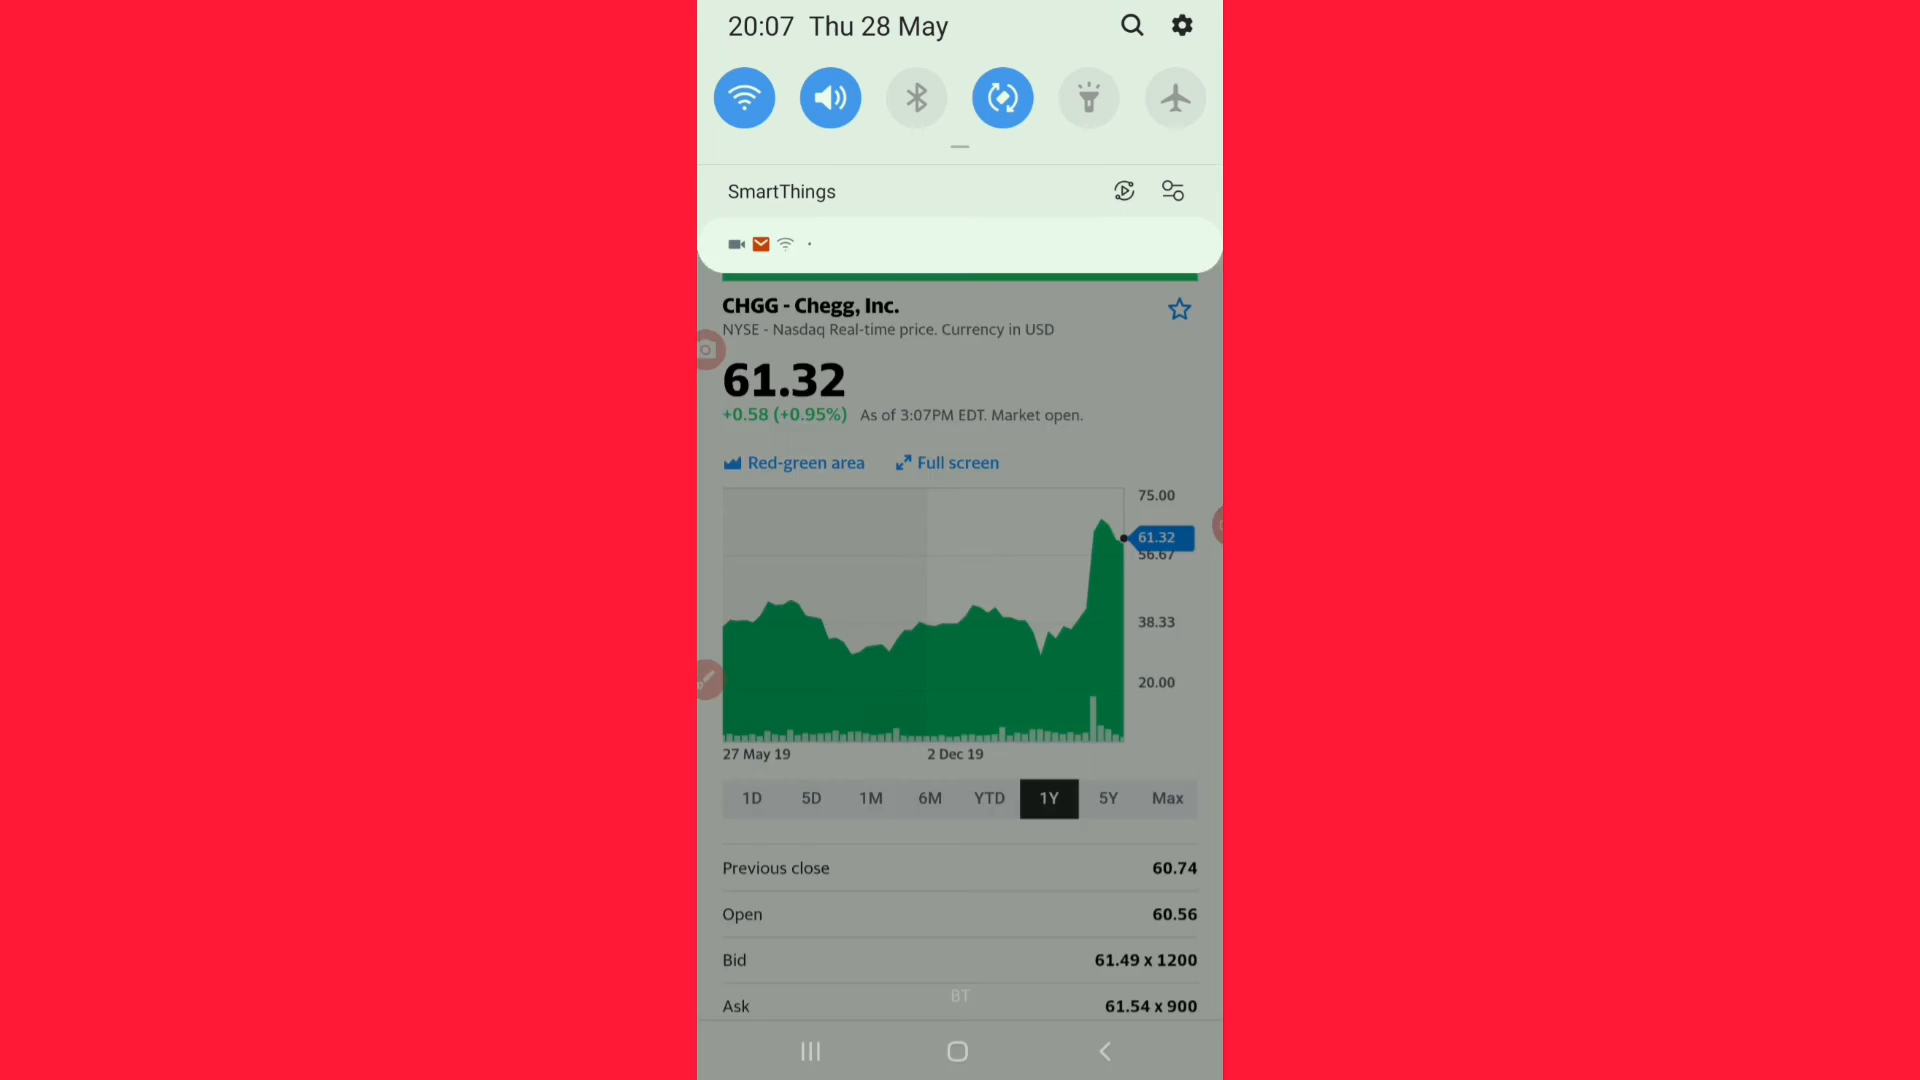 20:07 Thu 28 May
SmartThings
CHGG - Chegg, Inc.
NYSE - Nasdaq Real-time price. Currency in USD
61.32
+0.58 (+0.95%) As of 3:07PM EDT. Market open.
Red-green area Full screen
75.00
61.32
56.67
38.33
20.00
27 May 19 2 Dec 19
1D 5D 1M 6M YTD 1Y 5Y Max
Previous close 60.74
Open 60.56
Bid 61.49 x 1200
BT
Ask 61.54 x 900